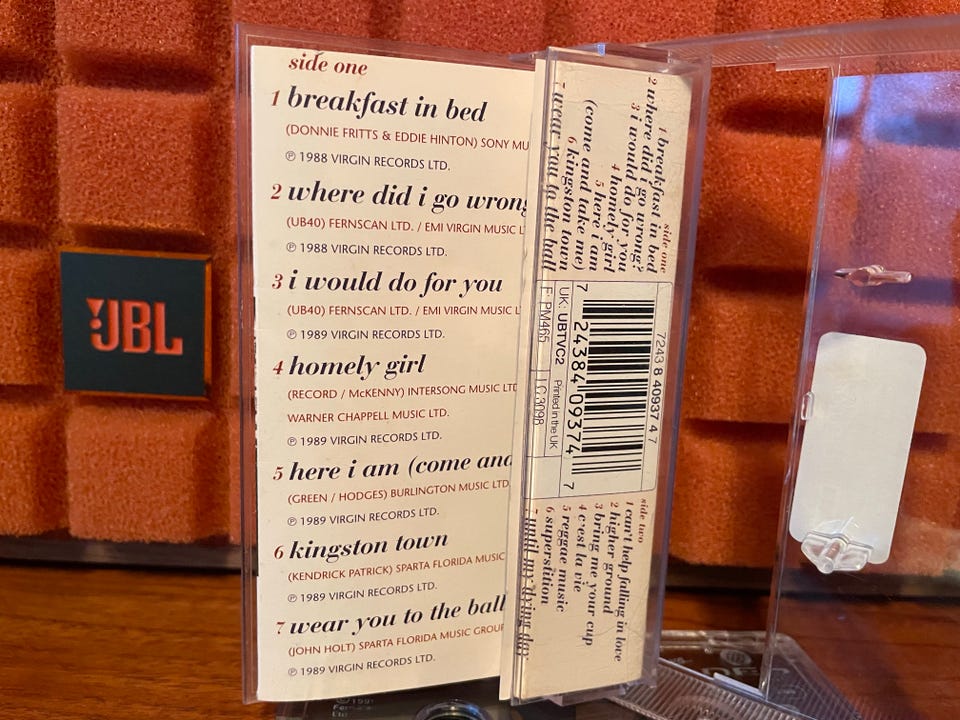 side one
1 breakfast in bed
(DONNIE FRITTS & EDDIE HINTON) SONY MU
℗ 1988 VIRGIN RECORDS LTD.
2 where did i go wrong
(UB40) FERNSCAN LTD. / EMI VIRGIN MUSIC L
℗ 1988 VIRGIN RECORDS LTD.
3 i would do for you
(UB40) FERNSCAN LTD. / EMI VIRGIN MUSIC L
℗ 1989 VIRGIN RECORDS LTD.
4 homely girl
(RECORD / McKENNY) INTERSONG MUSIC LTD
WARNER CHAPPELL MUSIC LTD.
℗ 1989 VIRGIN RECORDS LTD.
5 here i am (come and
(GREEN / HODGES) BURLINGTON MUSIC LTD.
℗ 1989 VIRGIN RECORDS LTD.
6 kingston town
(KENDRICK PATRICK) SPARTA FLORIDA MUSIC
℗ 1989 VIRGIN RECORDS LTD.
7 wear you to the ball
(JOHN HOLT) SPARTA FLORIDA MUSIC GROUP
℗ 1989 VIRGIN RECORDS LTD.
side one
1 breakfast in bed
2 where did i go wrong?
3 i would do for you
4 homely girl
5 here i am
(come and take me)
6 kingston town
7 wear you to the ball
7243 8 40937 4 7
7 24384 09374 7
UK: UBTVC2
Printed in the UK
F: PM465
LC 3098
side two
1 can't help falling in love
2 higher ground
3 bring me your cup
4 c'est la vie
5 reggae music
6 superstition
7 until my dying day
JBL